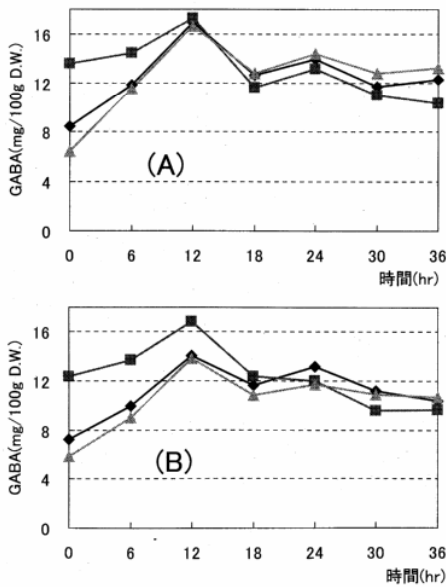 GABA(mg/100g D.W.)
16
12
8
4
0
(A)
0 6 12 18 24 30 36
時間(hr)
GABA(mg/100g D.W.)
16
12
8
4
0
(B)
0 6 12 18 24 30 36
時間(hr)